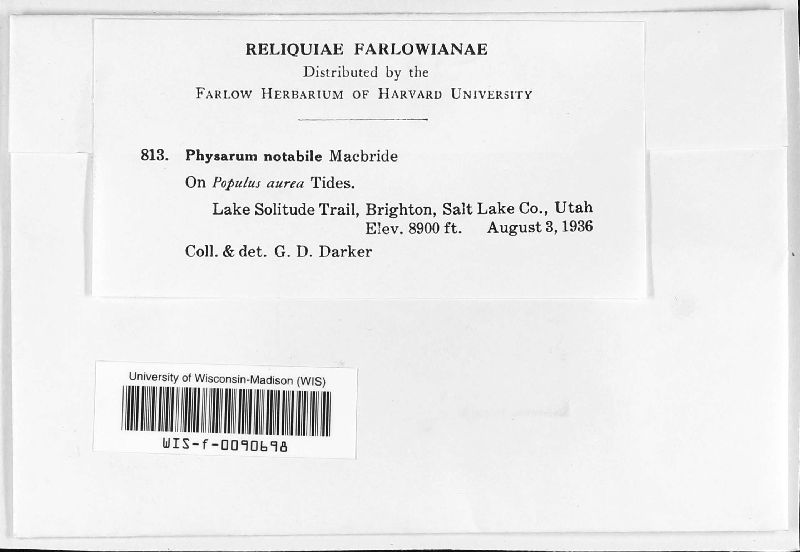 RELIQUIAE FARLOWIANAE
Distributed by the
FARLOW HERBARIUM OF HARVARD UNIVERSITY
813. Physarum notabile Macbride
On Populus aurea Tides.
Lake Solitude Trail, Brighton, Salt Lake Co., Utah
Elev. 8900 ft. August 3, 1936
Coll. & det. G. D. Darker
University of Wisconsin-Madison (WIS)
WIS-f-0090698